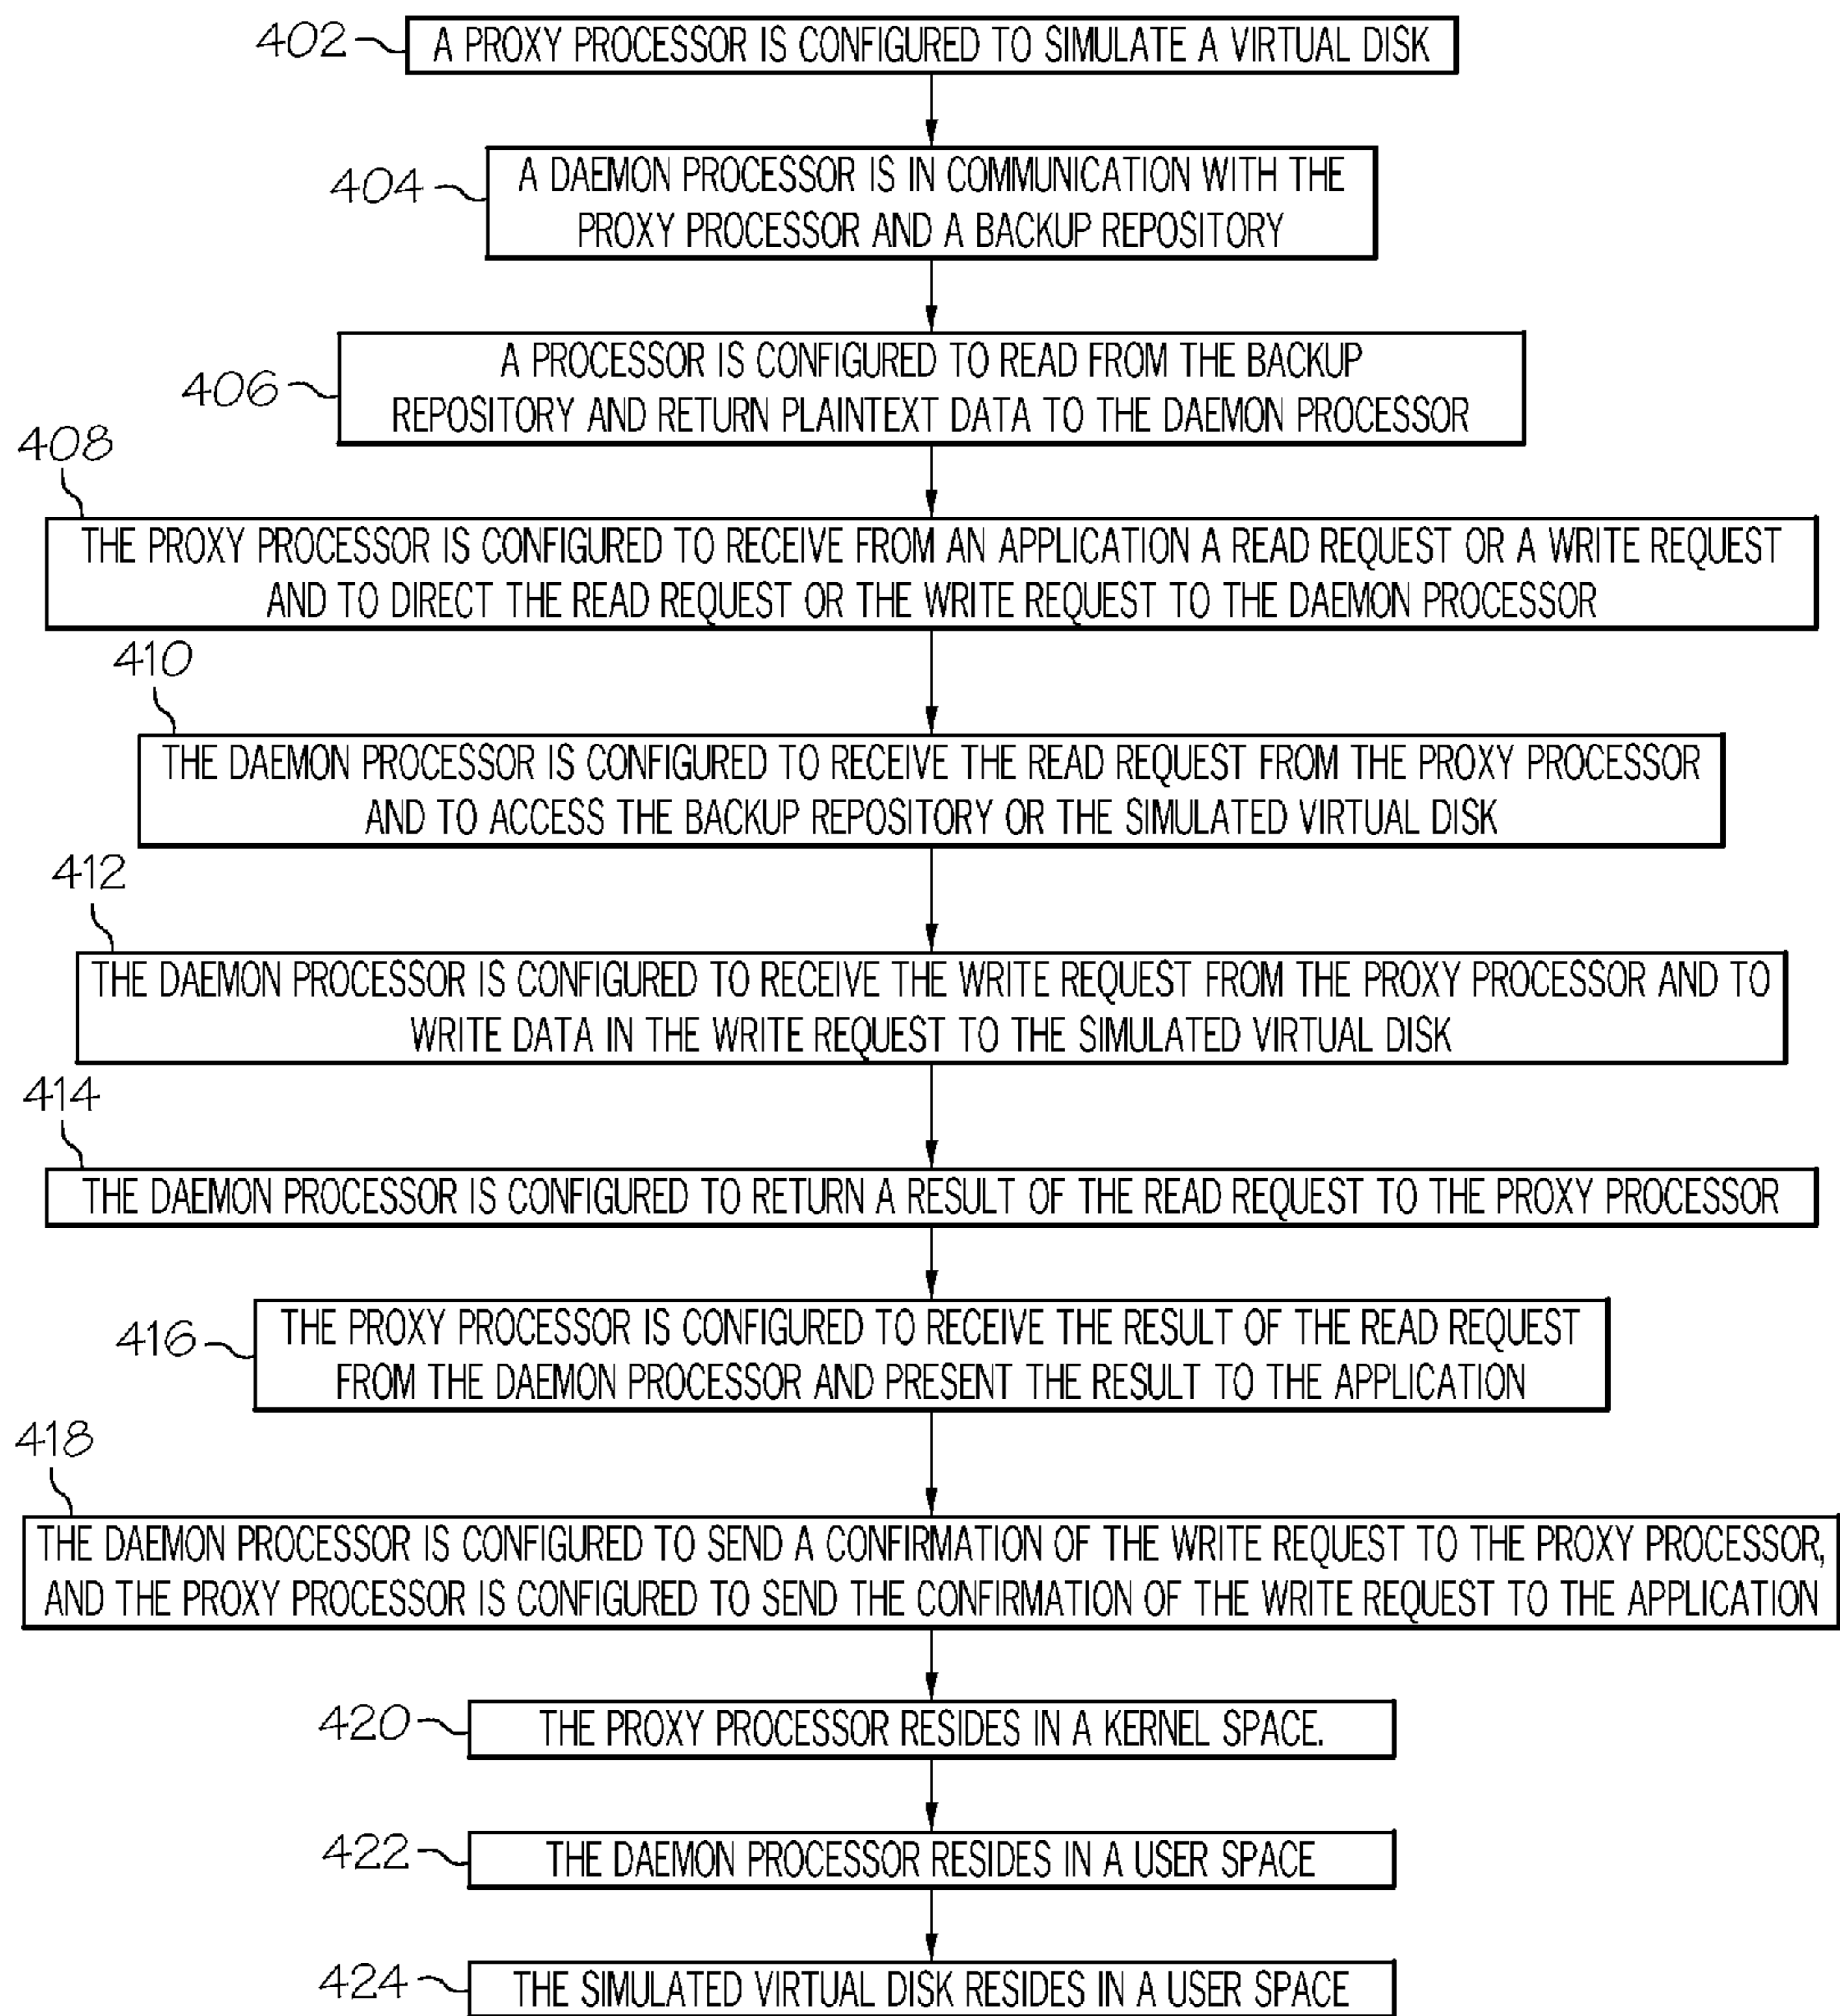 402
A PROXY PROCESSOR IS CONFIGURED TO SIMULATE A VIRTUAL DISK
404
A DAEMON PROCESSOR IS IN COMMUNICATION WITH THE
PROXY PROCESSOR AND A BACKUP REPOSITORY
406
A PROCESSOR IS CONFIGURED TO READ FROM THE BACKUP
REPOSITORY AND RETURN PLAINTEXT DATA TO THE DAEMON PROCESSOR
408
THE PROXY PROCESSOR IS CONFIGURED TO RECEIVE FROM AN APPLICATION A READ REQUEST OR A WRITE REQUEST
AND TO DIRECT THE READ REQUEST OR THE WRITE REQUEST TO THE DAEMON PROCESSOR
410
THE DAEMON PROCESSOR IS CONFIGURED TO RECEIVE THE READ REQUEST FROM THE PROXY PROCESSOR
AND TO ACCESS THE BACKUP REPOSITORY OR THE SIMULATED VIRTUAL DISK
412
THE DAEMON PROCESSOR IS CONFIGURED TO RECEIVE THE WRITE REQUEST FROM THE PROXY PROCESSOR AND TO
WRITE DATA IN THE WRITE REQUEST TO THE SIMULATED VIRTUAL DISK
414
THE DAEMON PROCESSOR IS CONFIGURED TO RETURN A RESULT OF THE READ REQUEST TO THE PROXY PROCESSOR
416
THE PROXY PROCESSOR IS CONFIGURED TO RECEIVE THE RESULT OF THE READ REQUEST
FROM THE DAEMON PROCESSOR AND PRESENT THE RESULT TO THE APPLICATION
418
THE DAEMON PROCESSOR IS CONFIGURED TO SEND A CONFIRMATION OF THE WRITE REQUEST TO THE PROXY PROCESSOR,
AND THE PROXY PROCESSOR IS CONFIGURED TO SEND THE CONFIRMATION OF THE WRITE REQUEST TO THE APPLICATION
420
THE PROXY PROCESSOR RESIDES IN A KERNEL SPACE.
422
THE DAEMON PROCESSOR RESIDES IN A USER SPACE
424
THE SIMULATED VIRTUAL DISK RESIDES IN A USER SPACE